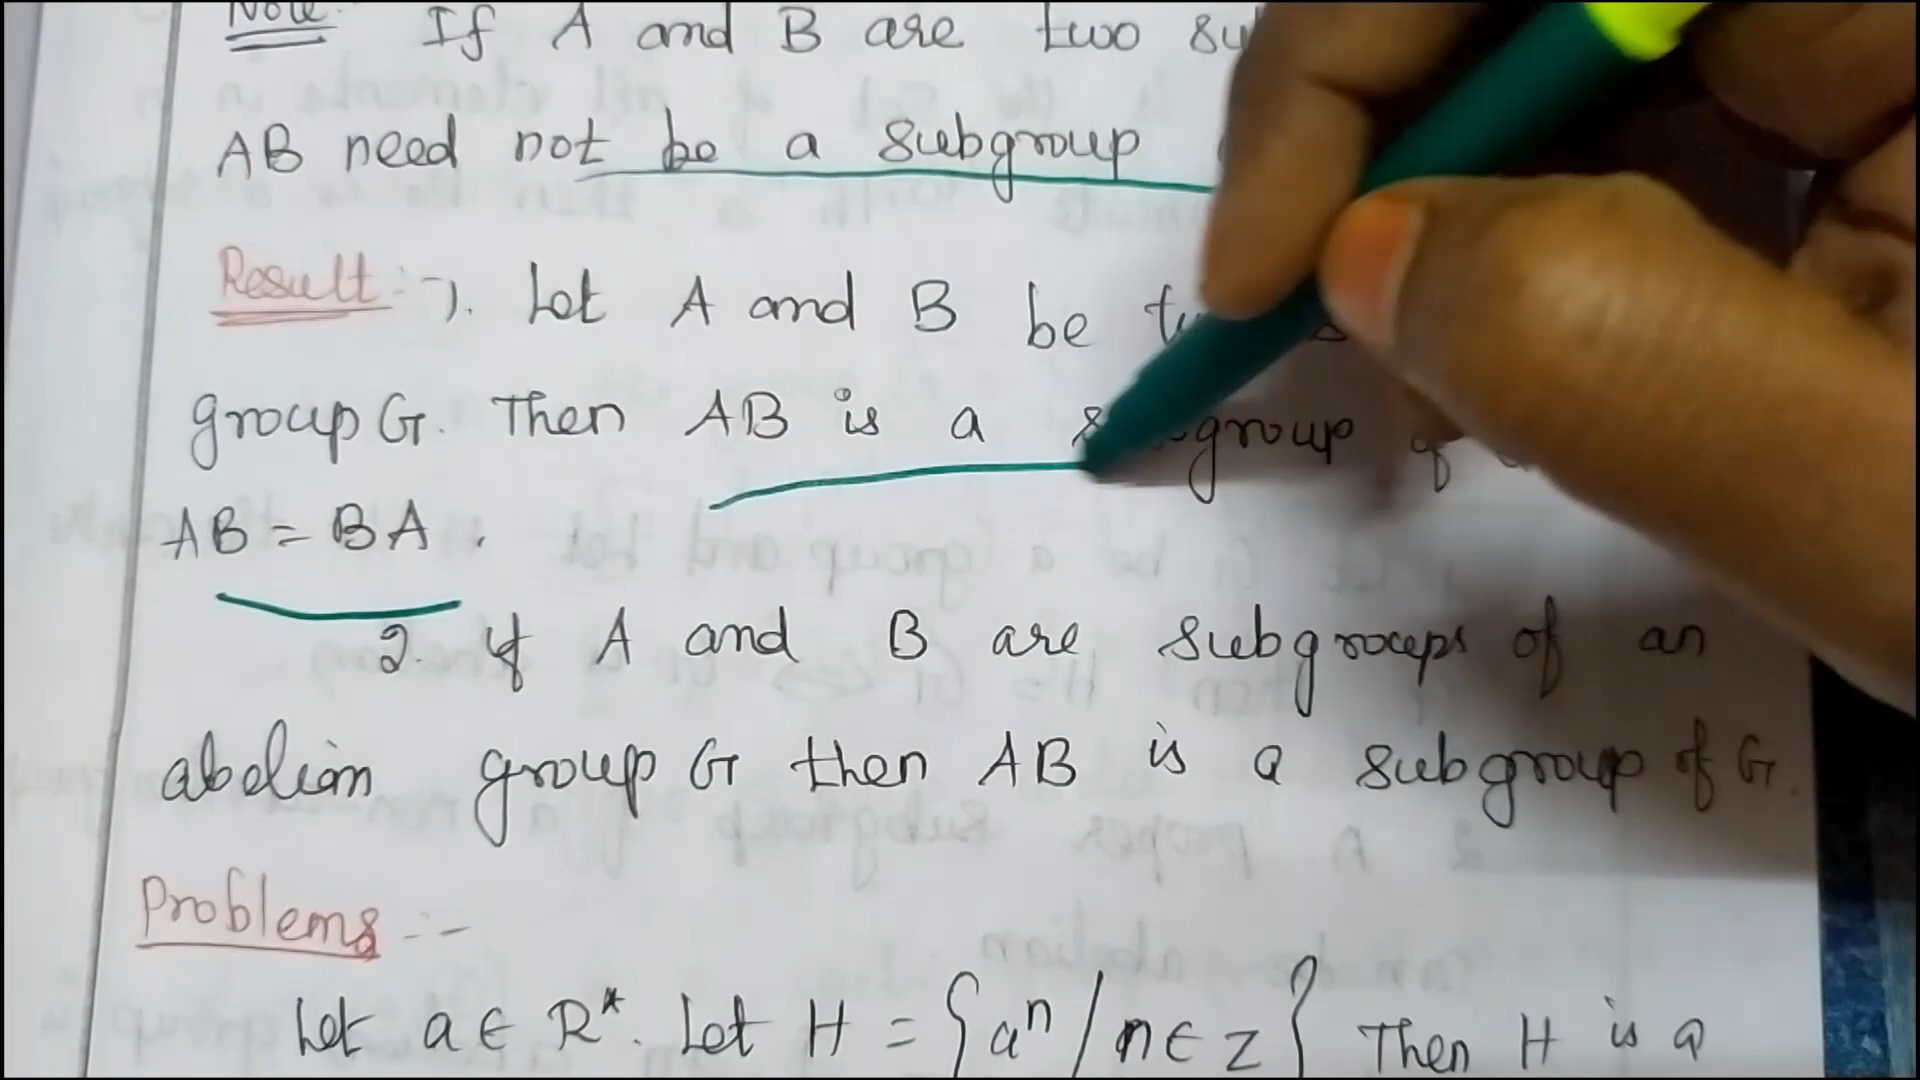 Note: If A and B are two
AB need not be a subgroup
Result :- 1. Let A and B be
group G. Then AB is a subgroup of
AB = BA.
2. If A and B are subgroups of an
abelian group G then AB is a subgroup of G.
Problems :-
Let a ∈ R*. Let H = {aⁿ / n ∈ Z} Then H is a